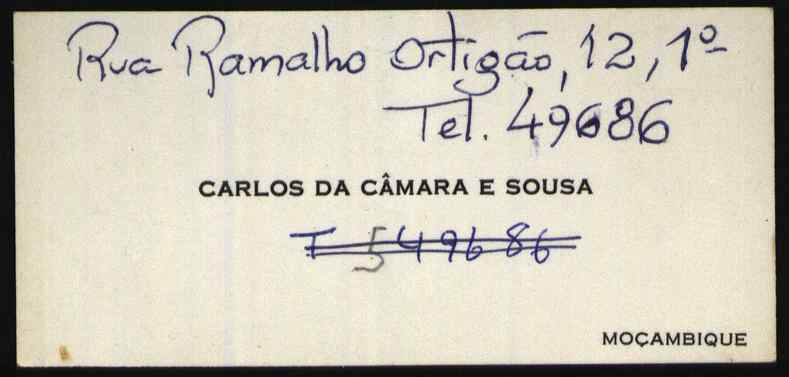 Rua Ramalho Ortigão, 12, 1º
Tel. 49686
CARLOS DA CÂMARA E SOUSA
T 549686
MOÇAMBIQUE